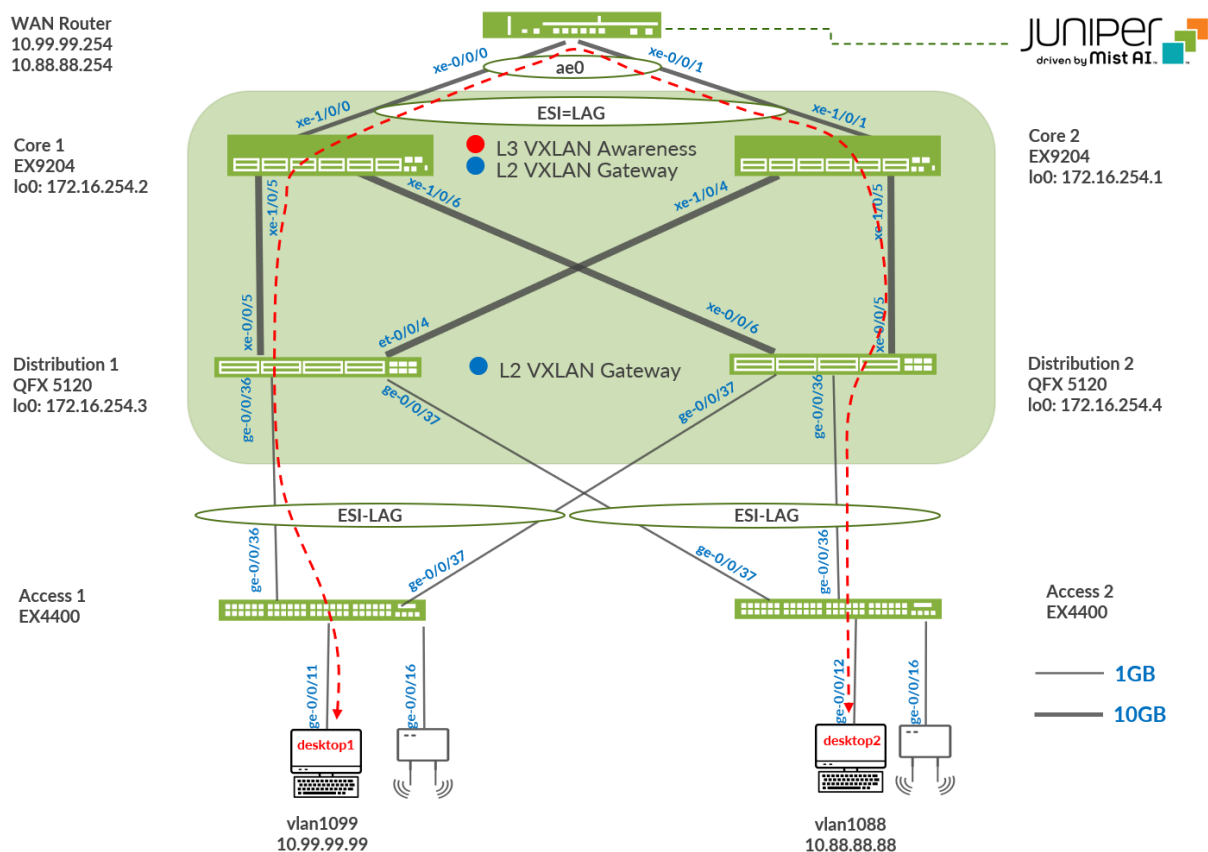 WAN Router
10.99.99.254
10.88.88.254
JUNIPER
driven by Mist AI
xe-0/0/0
xe-0/0/1
ae0
xe-1/0/0
ESI=LAG
xe-1/0/1
Core 1
EX9204
lo0: 172.16.254.2
L3 VXLAN Awareness
L2 VXLAN Gateway
Core 2
EX9204
lo0: 172.16.254.1
xe-1/0/5
xe-1/0/6
xe-1/0/4
xe-1/0/5
xe-0/0/5
et-0/0/4
xe-0/0/6
xe-0/0/5
Distribution 1
QFX 5120
lo0: 172.16.254.3
L2 VXLAN Gateway
Distribution 2
QFX 5120
lo0: 172.16.254.4
ge-0/0/36
ge-0/0/37
ge-0/0/37
ge-0/0/36
ESI-LAG
ESI-LAG
ge-0/0/36
ge-0/0/37
ge-0/0/37
ge-0/0/36
Access 1
EX4400
Access 2
EX4400
ge-0/0/11
ge-0/0/16
ge-0/0/12
ge-0/0/16
1GB
10GB
desktop1
desktop2
vlan1099
10.99.99.99
vlan1088
10.88.88.88